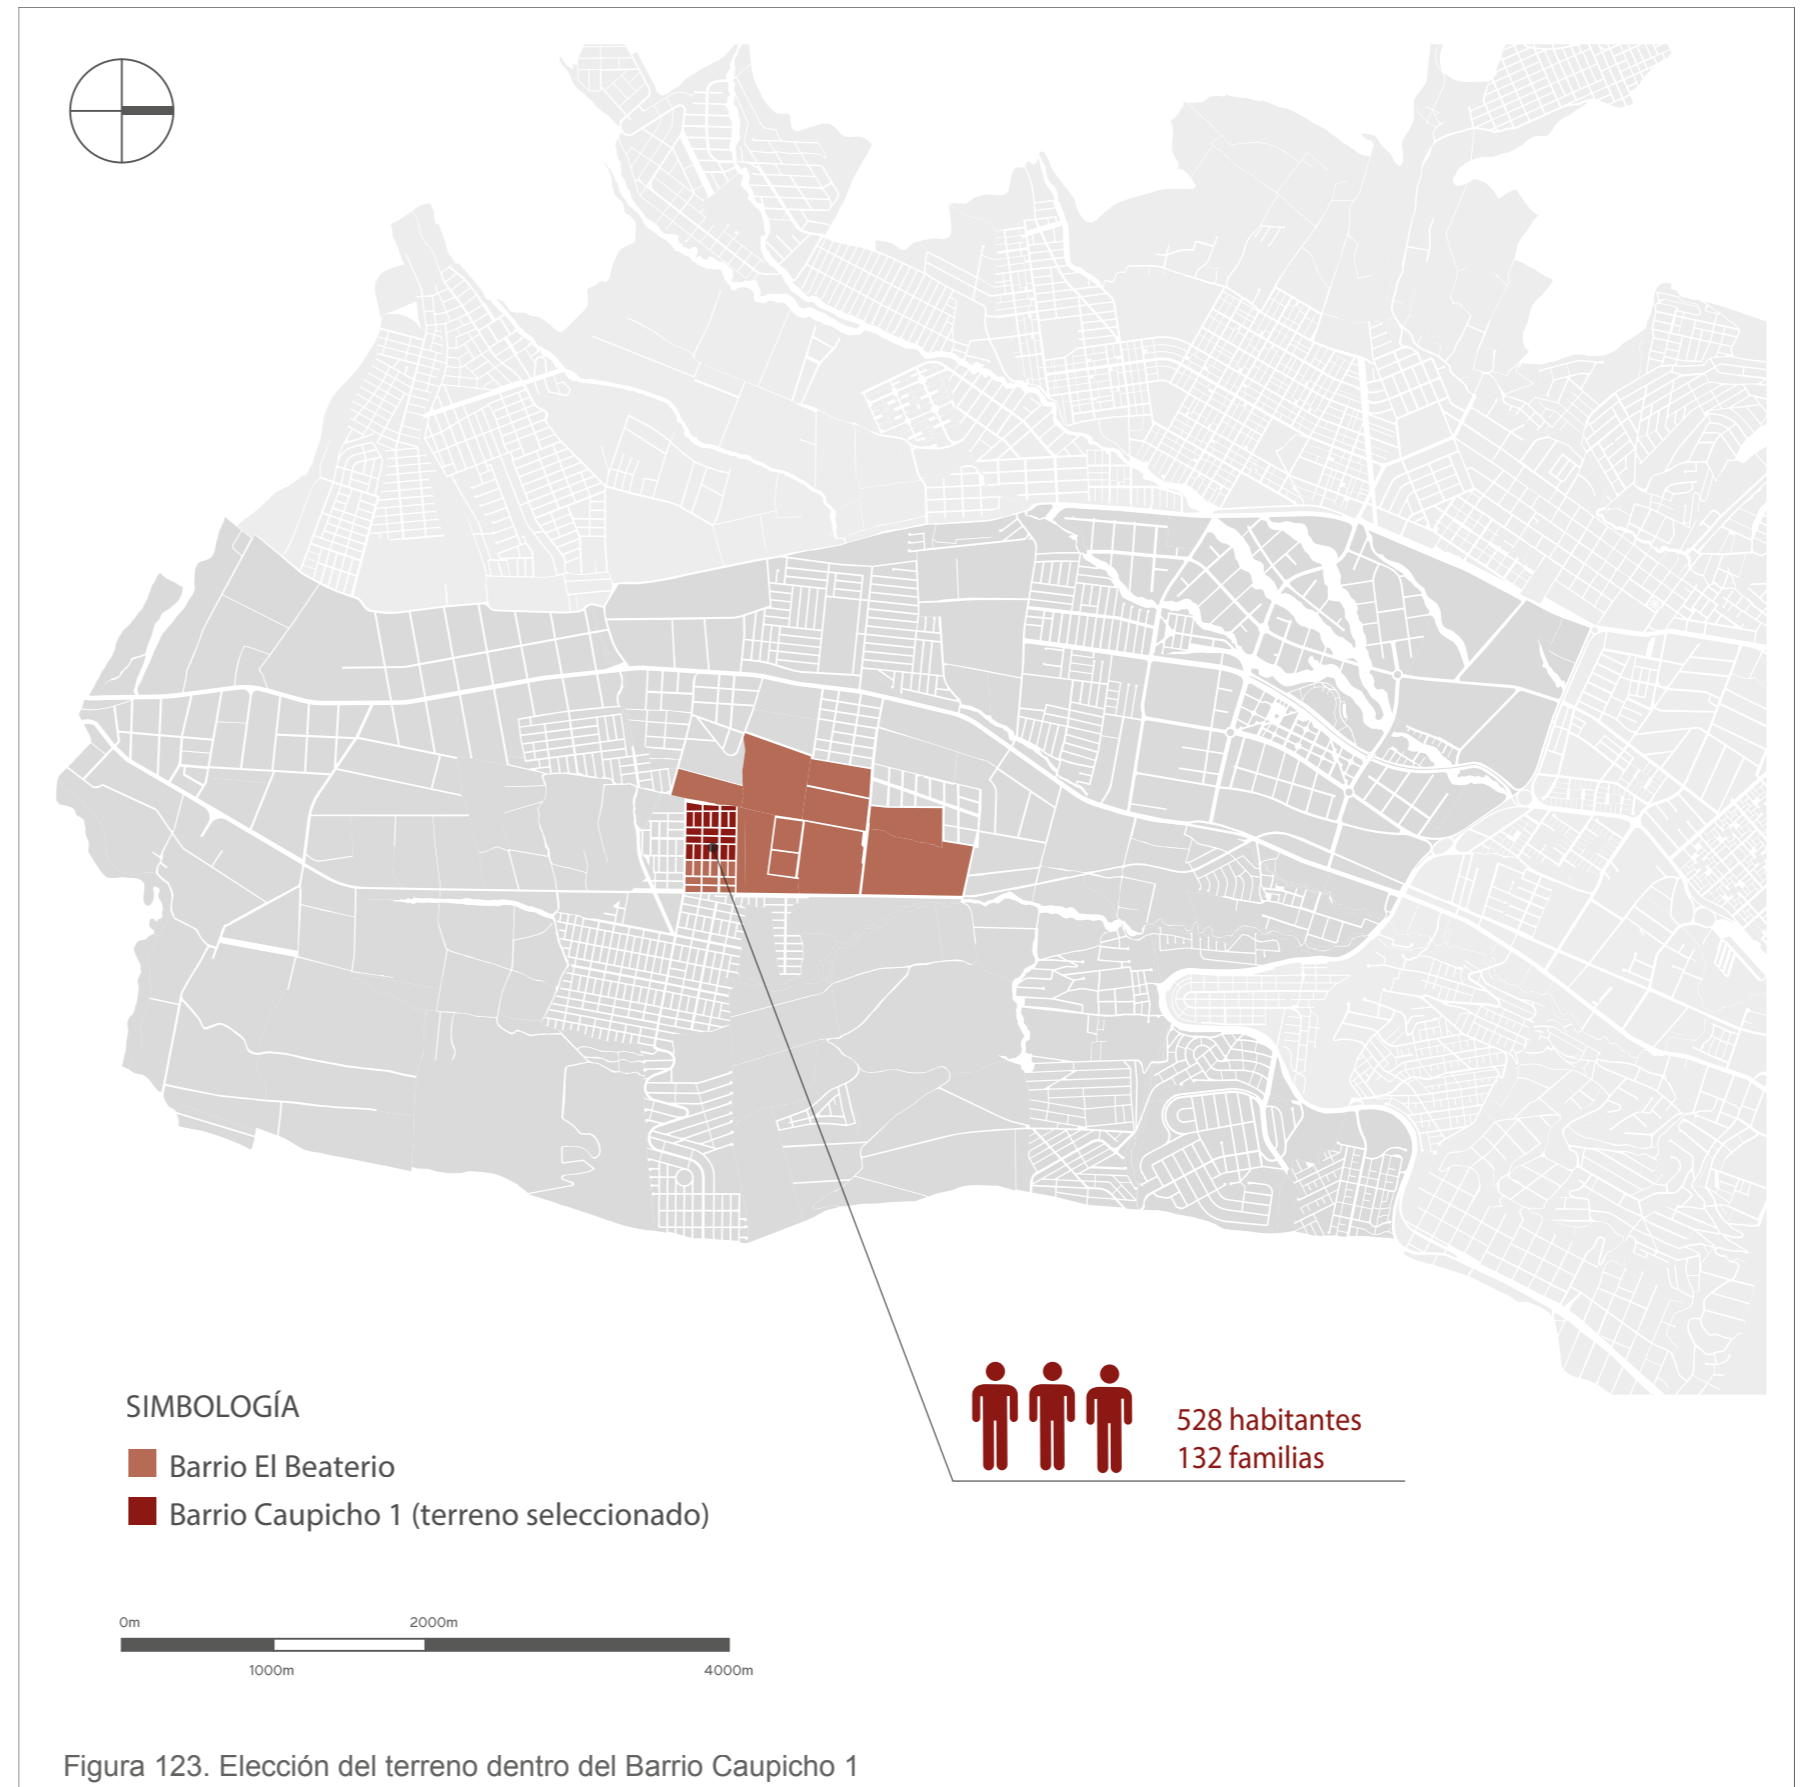 528 habitantes
132 familias
SIMBOLOGÍA
Barrio El Beaterio
Barrio Caupicho 1 (terreno seleccionado)
0m
2000m
1000m
4000m
Figura 123. Elección del terreno dentro del Barrio Caupicho 1